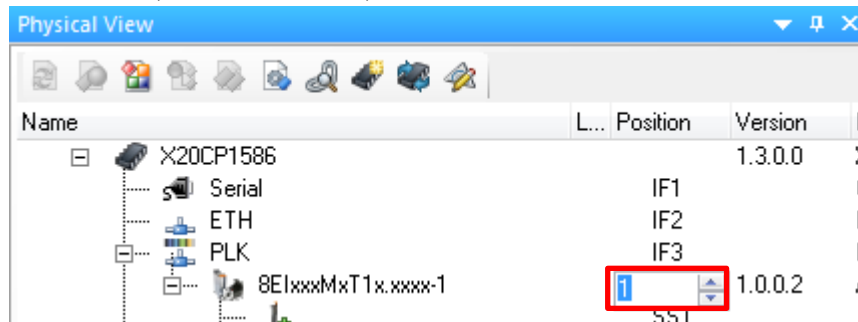 Physical View
Name L... Position Version
X20CP1586 1.3.0.0
Serial IF1
ETH IF2
PLK IF3
8EIxxxMxT1x.xxxx-1 1 1.0.0.2
SS1